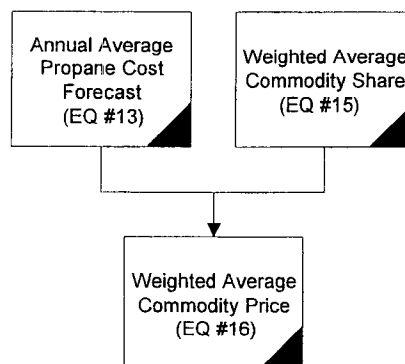 Annual Average
Propane Cost
Forecast
(EQ #13)
Weighted Average
Commodity Share
(EQ #15)
Weighted Average
Commodity Price
(EQ #16)